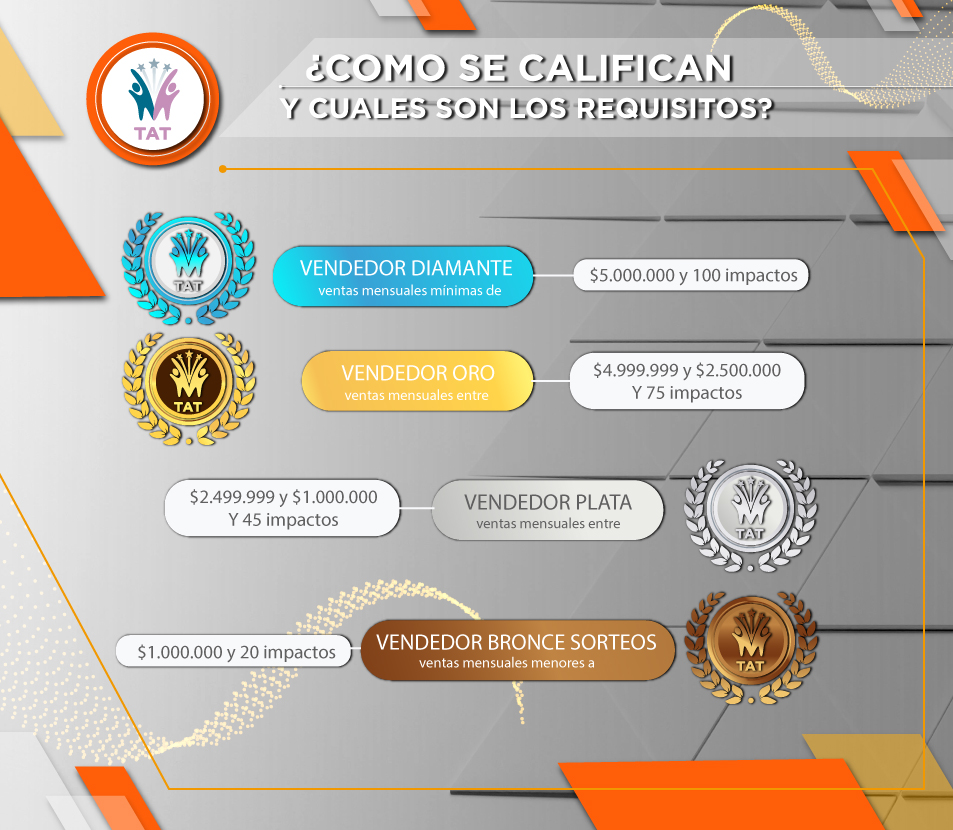 ¿COMO SE CALIFICAN
Y CUALES SON LOS REQUISITOS?
TAT
TAT
VENDEDOR DIAMANTE
ventas mensuales mínimas de
$5.000.000 y 100 impactos
TAT
VENDEDOR ORO
ventas mensuales entre
$4.999.999 y $2.500.000
Y 75 impactos
$2.499.999 y $1.000.000
Y 45 impactos
VENDEDOR PLATA
ventas mensuales entre
TAT
$1.000.000 y 20 impactos
VENDEDOR BRONCE SORTEOS
ventas mensuales menores a
TAT